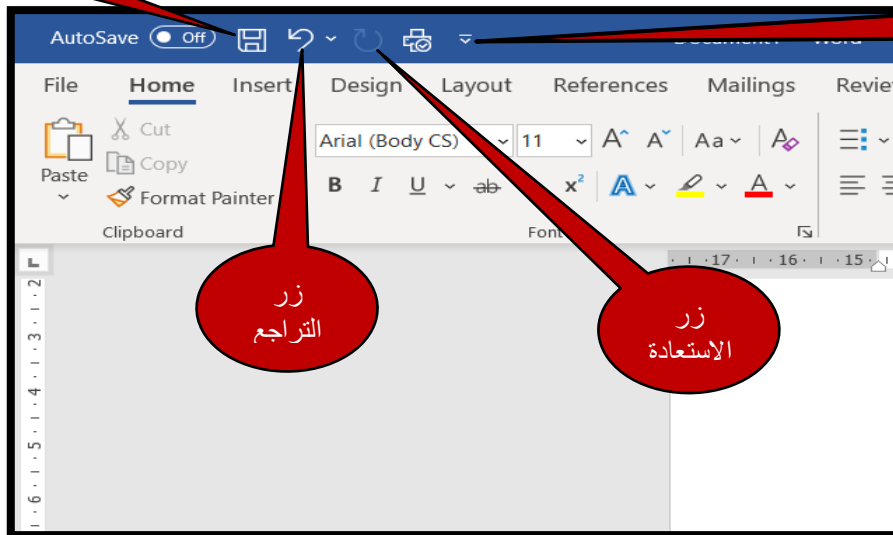 AutoSave Off
File Home Insert Design Layout References Mailings Review
Cut
Copy
Paste
Format Painter
Clipboard
Arial (Body CS) 11 A A Aa A
B I U ab x² A A
Font
17 16 15
2 3 4 5 6
زر
التراجع
زر
الاستعادة